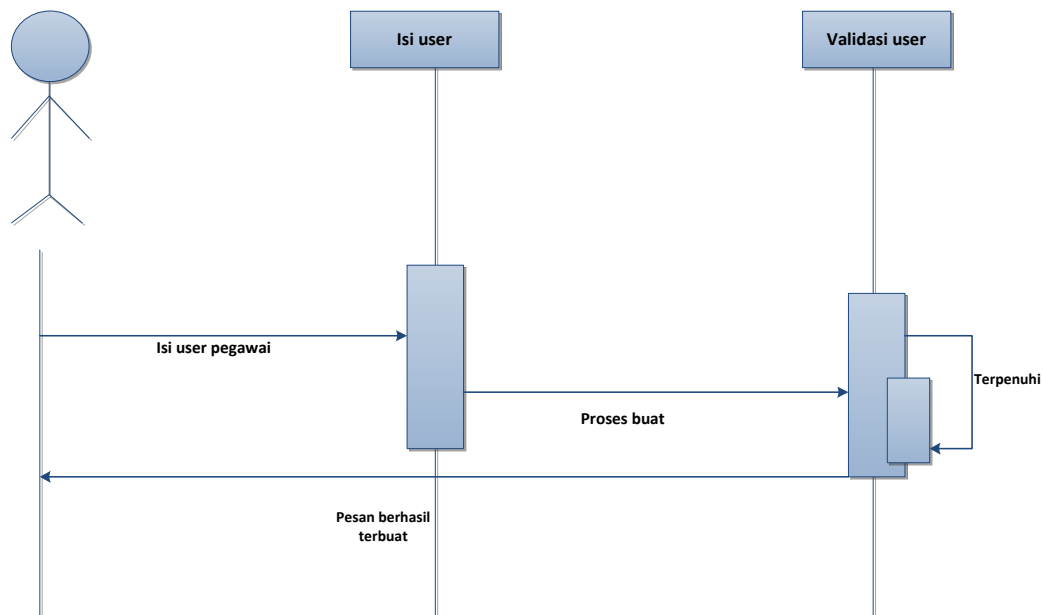 Isi user
Validasi user
Isi user pegawai
Terpenuhi
Proses buat
Pesan berhasil
terbuat